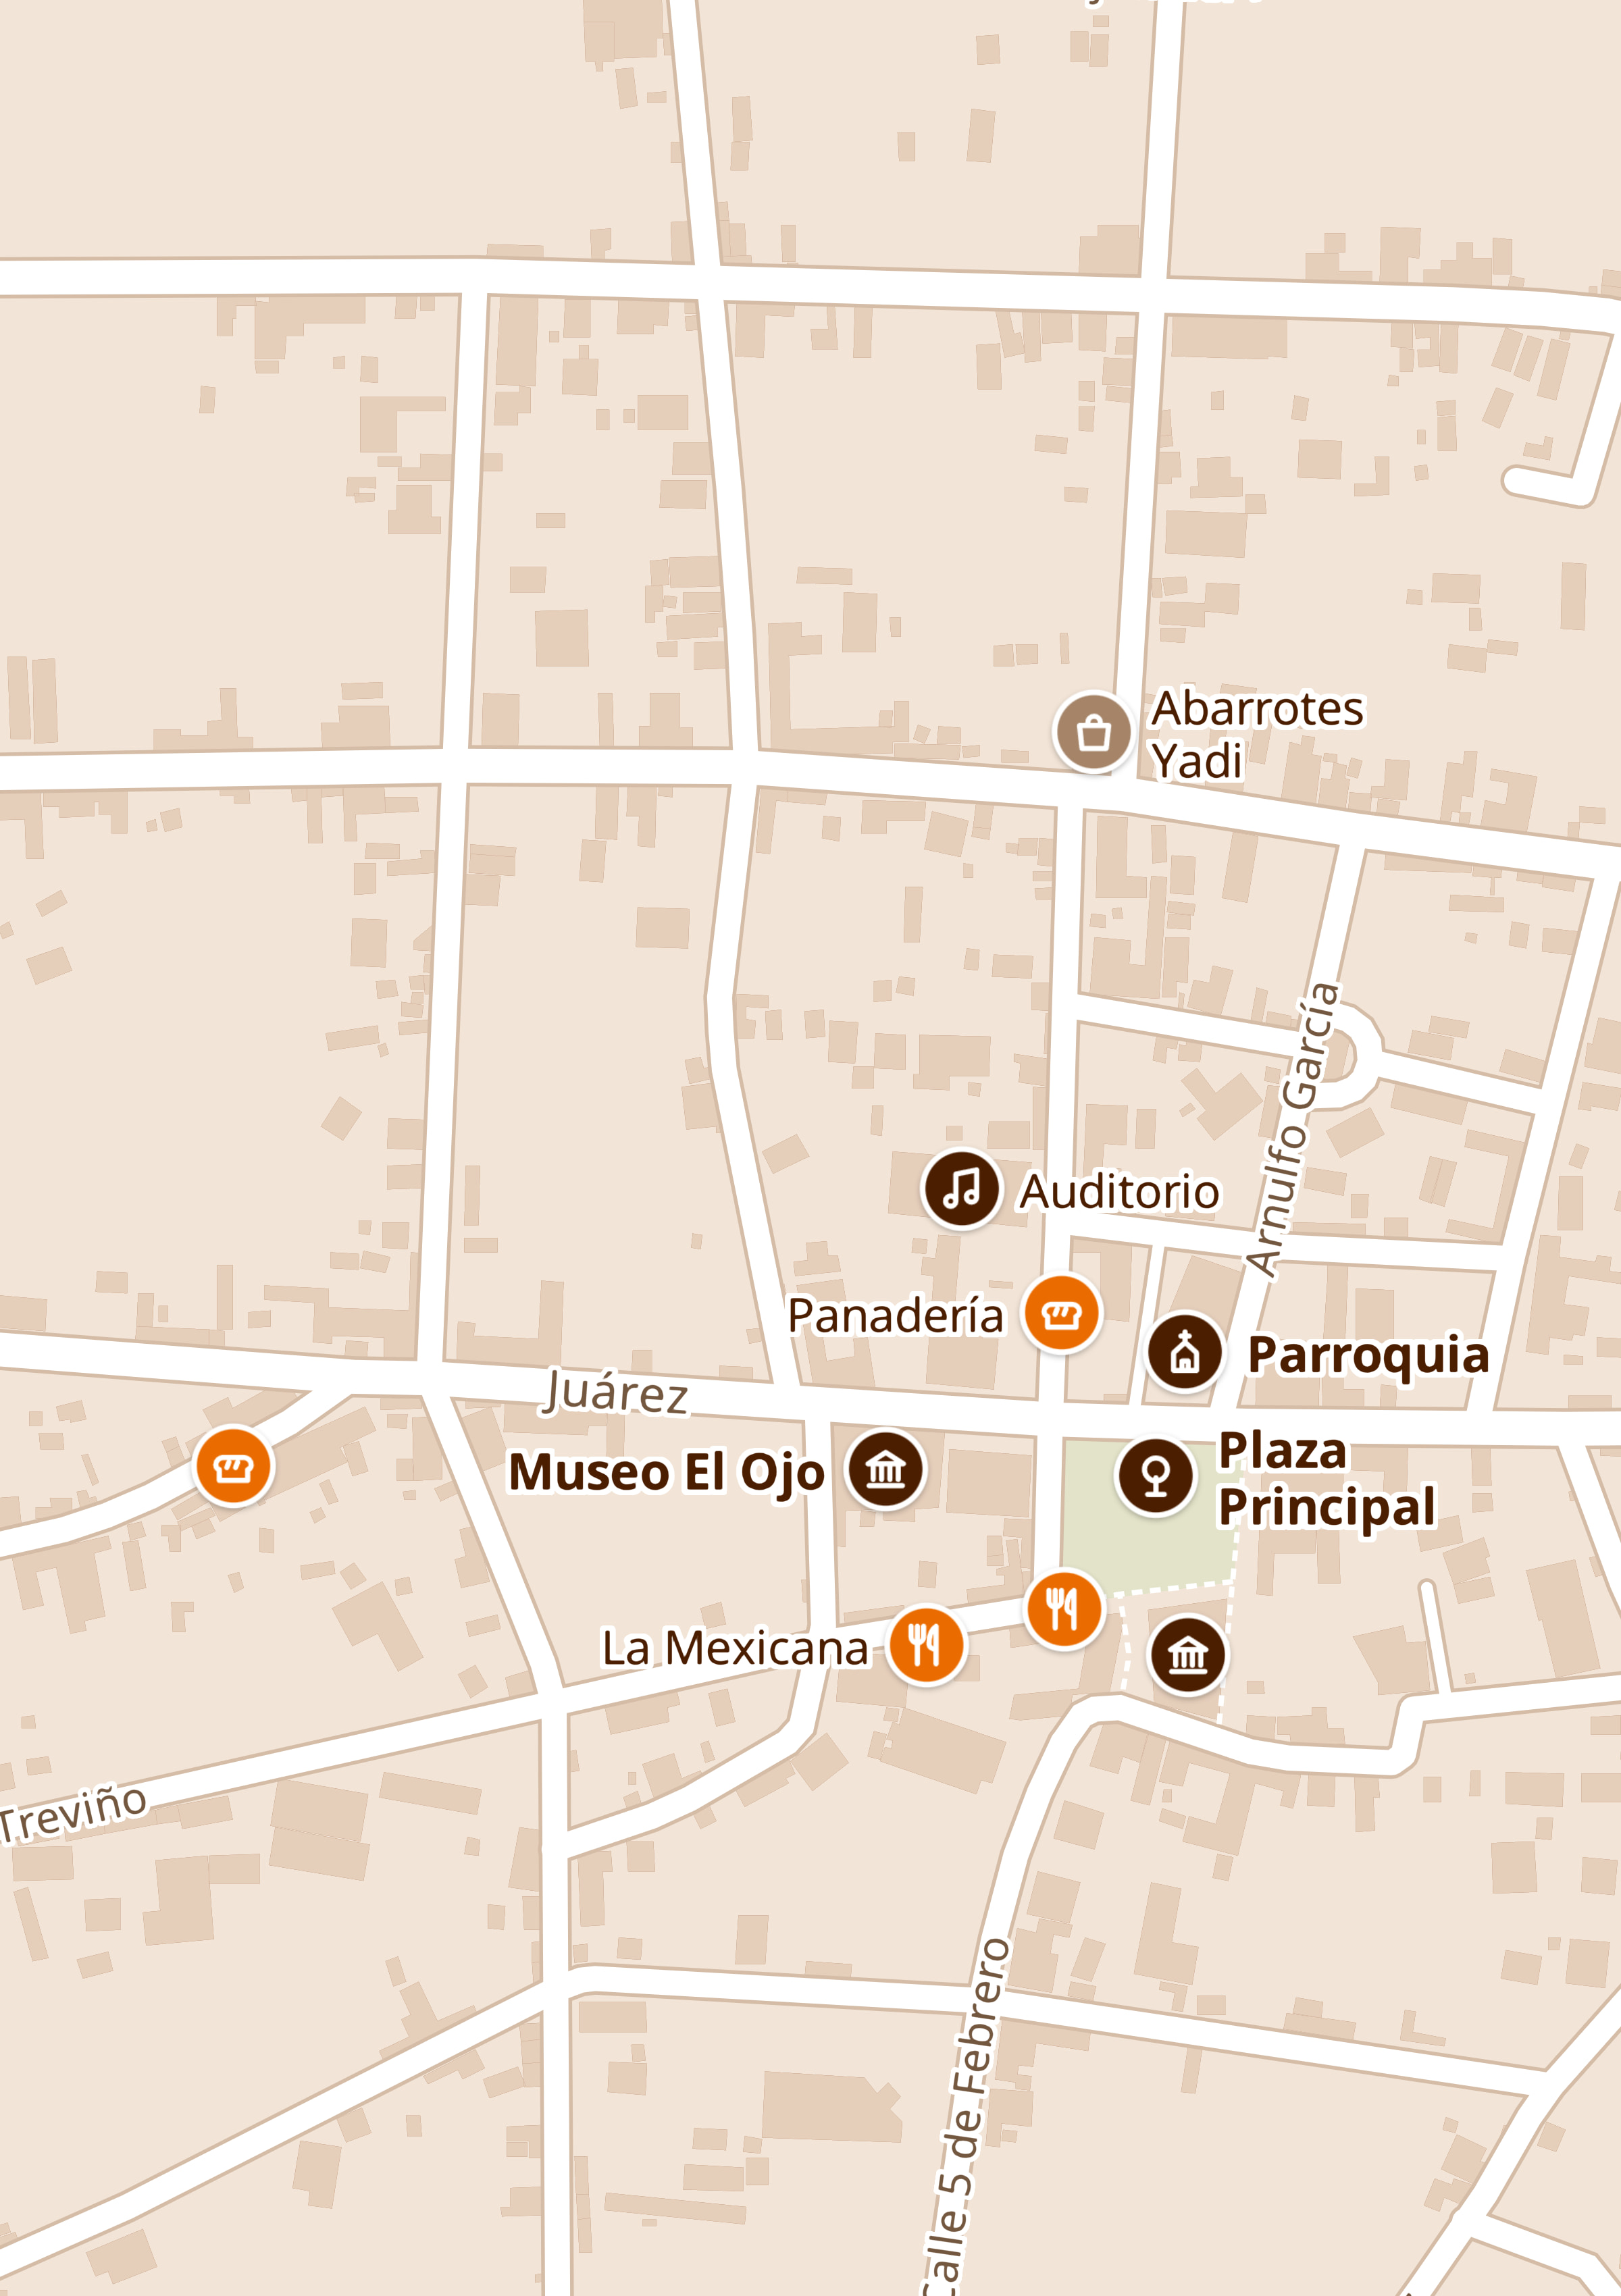 Abarrotes
Yadi
Arnulfo García
Auditorio
Panadería
Parroquia
Juárez
Museo El Ojo
Plaza
Principal
La Mexicana
Treviño
Calle 5 de Febrero